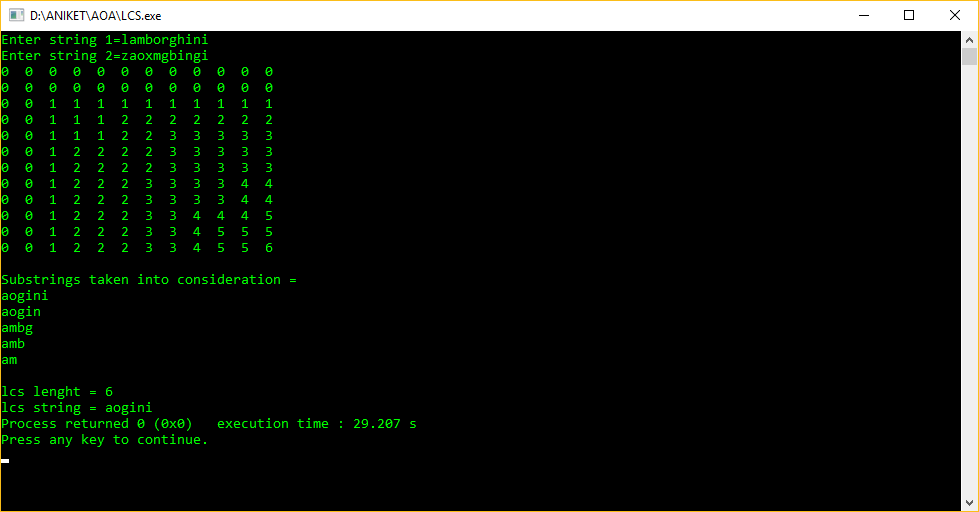 D:\ANIKET\AOA\LCS.exe
Enter string 1=lamborghini
Enter string 2=zaoxmgbingi
0  0  0  0  0  0  0  0  0  0  0  0
0  0  0  0  0  0  0  0  0  0  0  0
0  0  1  1  1  1  1  1  1  1  1  1
0  0  1  1  1  2  2  2  2  2  2  2
0  0  1  1  1  2  2  3  3  3  3  3
0  0  1  2  2  2  2  3  3  3  3  3
0  0  1  2  2  2  2  3  3  3  3  3
0  0  1  2  2  2  3  3  3  3  4  4
0  0  1  2  2  2  3  3  3  3  4  4
0  0  1  2  2  2  3  3  4  4  4  5
0  0  1  2  2  2  3  3  4  5  5  5
0  0  1  2  2  2  3  3  4  5  5  6
Substrings taken into consideration =
aogini
aogin
ambg
amb
am
lcs lenght = 6
lcs string = aogini
Process returned 0 (0x0)   execution time : 29.207 s
Press any key to continue.